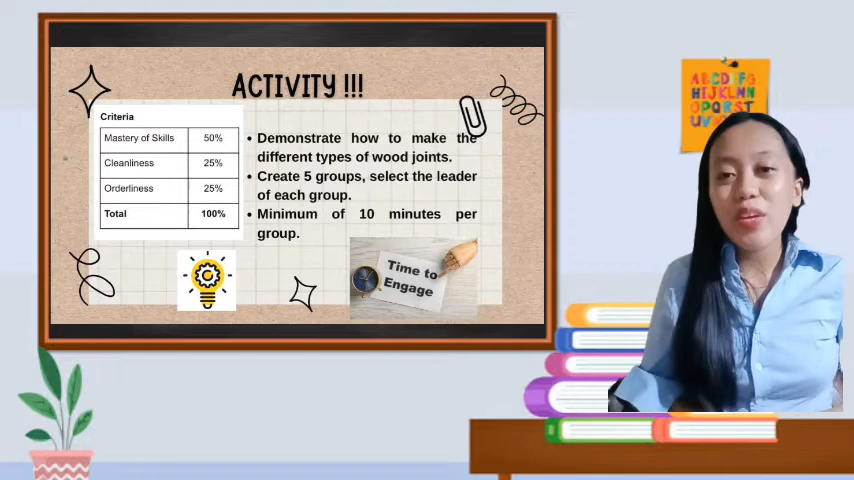 ACTIVITY !!!
Criteria
Mastery of Skills 50%
Cleanliness 25%
Orderliness 25%
Total 100%
• Demonstrate how to make the
different types of wood joints.
• Create 5 groups, select the leader
of each group.
• Minimum of 10 minutes per
group.
Time to
Engage
ABCDEFG
HIJKLNN
OPQRST